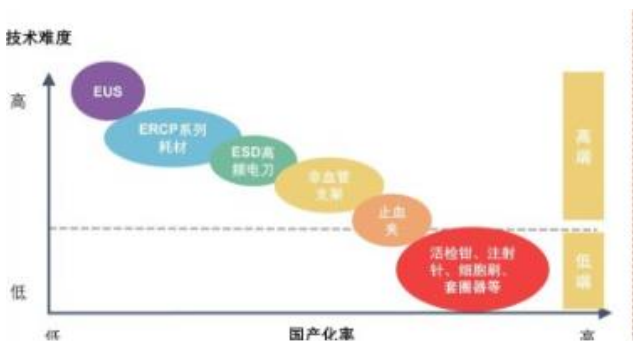 技术难度
高
EUS
ERCP系列
耗材
ESD高
频电刀
非血管
支架
止血
夹
活检钳、注射
针、细胞刷、
套圈器等
高
端
低
端
低
低
国产化率
高